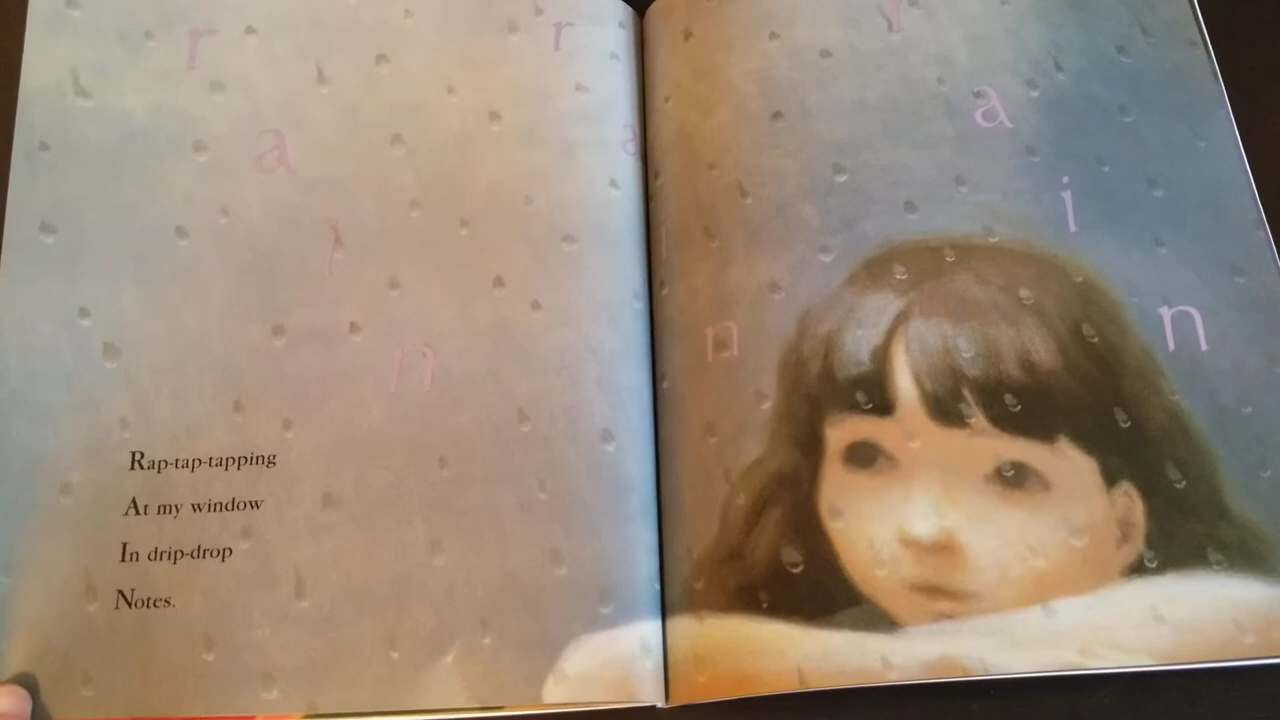 r
a
i
n
r
a
i
n
r
a
i
n
Rap-tap-tapping
At my window
In drip-drop
Notes.